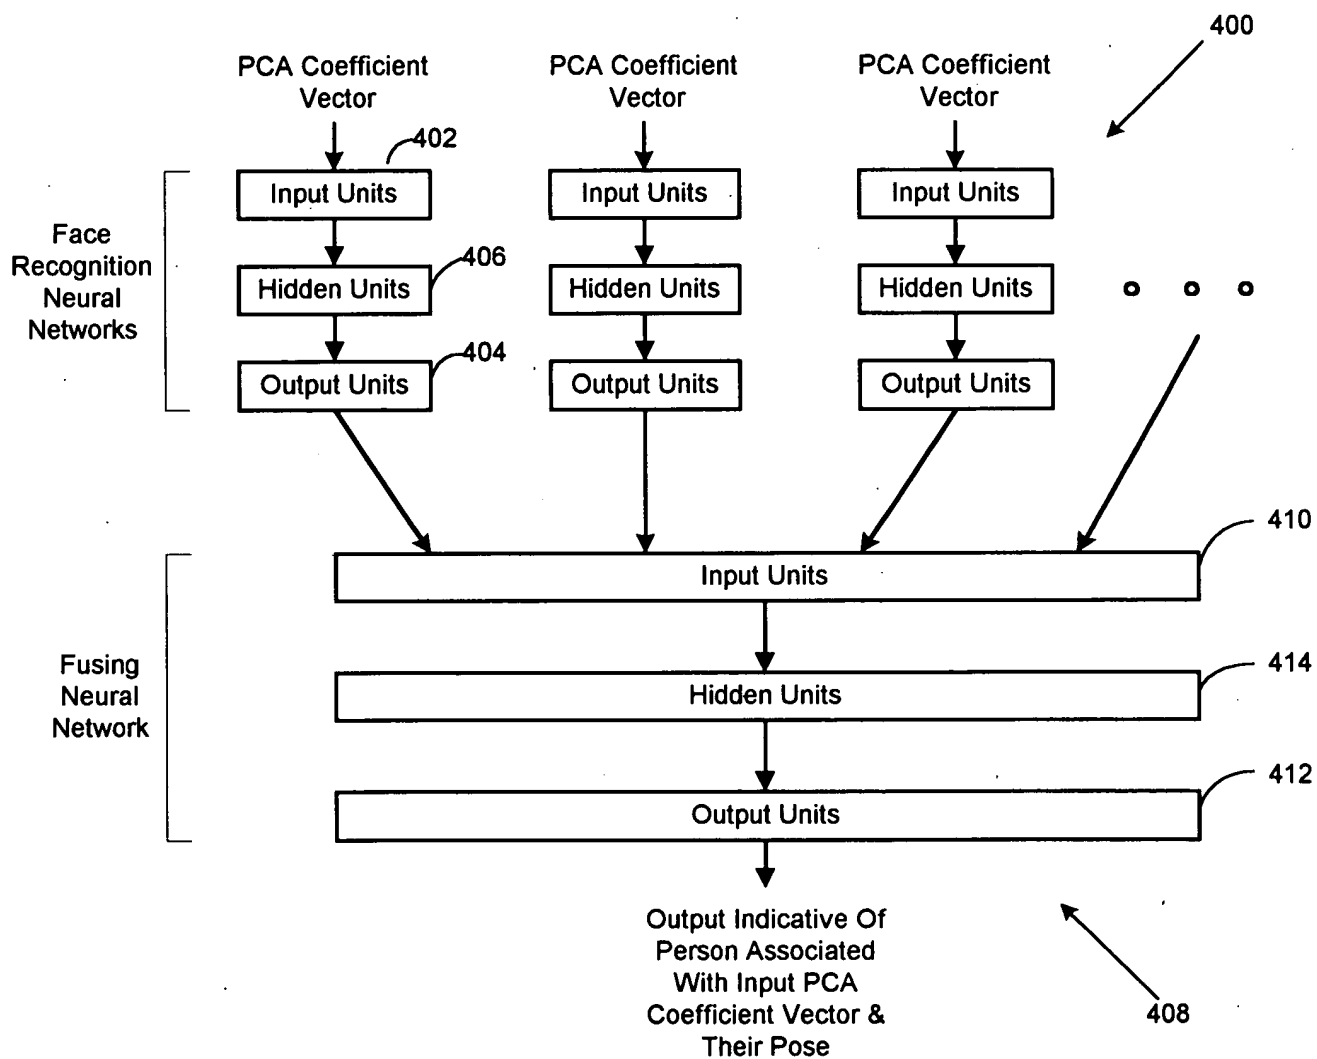 400
PCA Coefficient
Vector
PCA Coefficient
Vector
PCA Coefficient
Vector
402
Input Units
Input Units
Input Units
Face
Recognition
Neural
Networks
406
Hidden Units
Hidden Units
Hidden Units
404
Output Units
Output Units
Output Units
410
Input Units
Fusing
Neural
Network
414
Hidden Units
412
Output Units
Output Indicative Of
Person Associated
With Input PCA
Coefficient Vector &
Their Pose
408